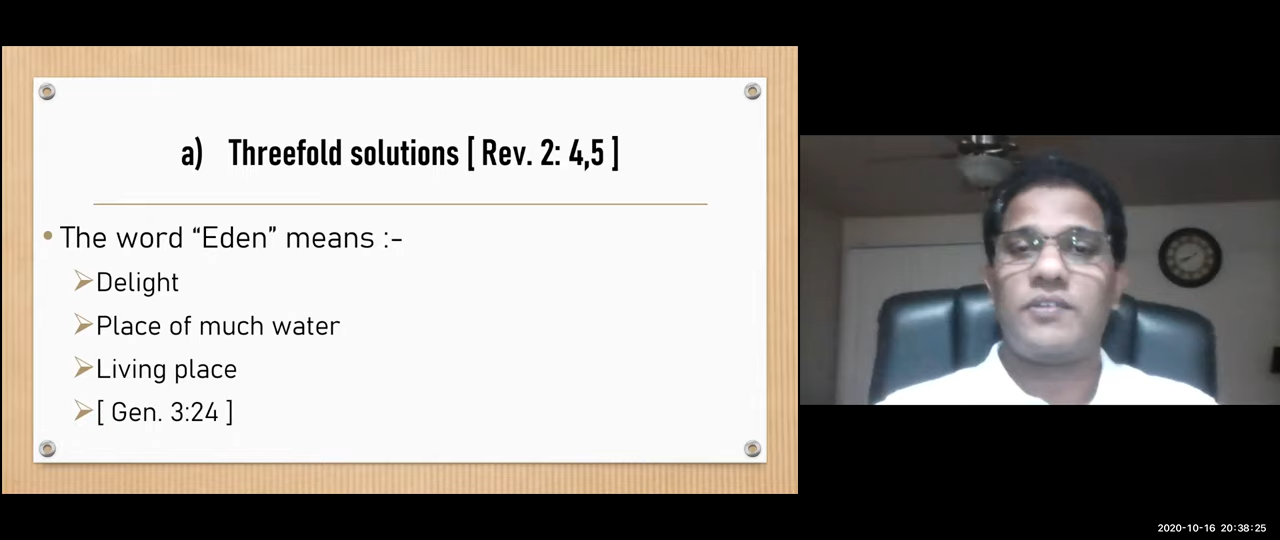 a) Threefold solutions [ Rev. 2: 4,5 ]
• The word “Eden” means :-
➢Delight
➢Place of much water
➢Living place
➢[ Gen. 3:24 ]
2020-10-16 20:38:25